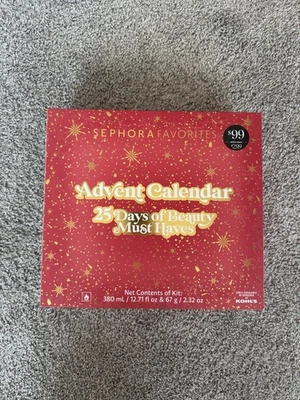 SEPHORA FAVORITES
$99
Advent Calendar
25 Days of Beauty
Must Haves
Net Contents of Kit:
380 mL / 12.71 fl oz & 67 g / 2.32 oz
KOHL'S